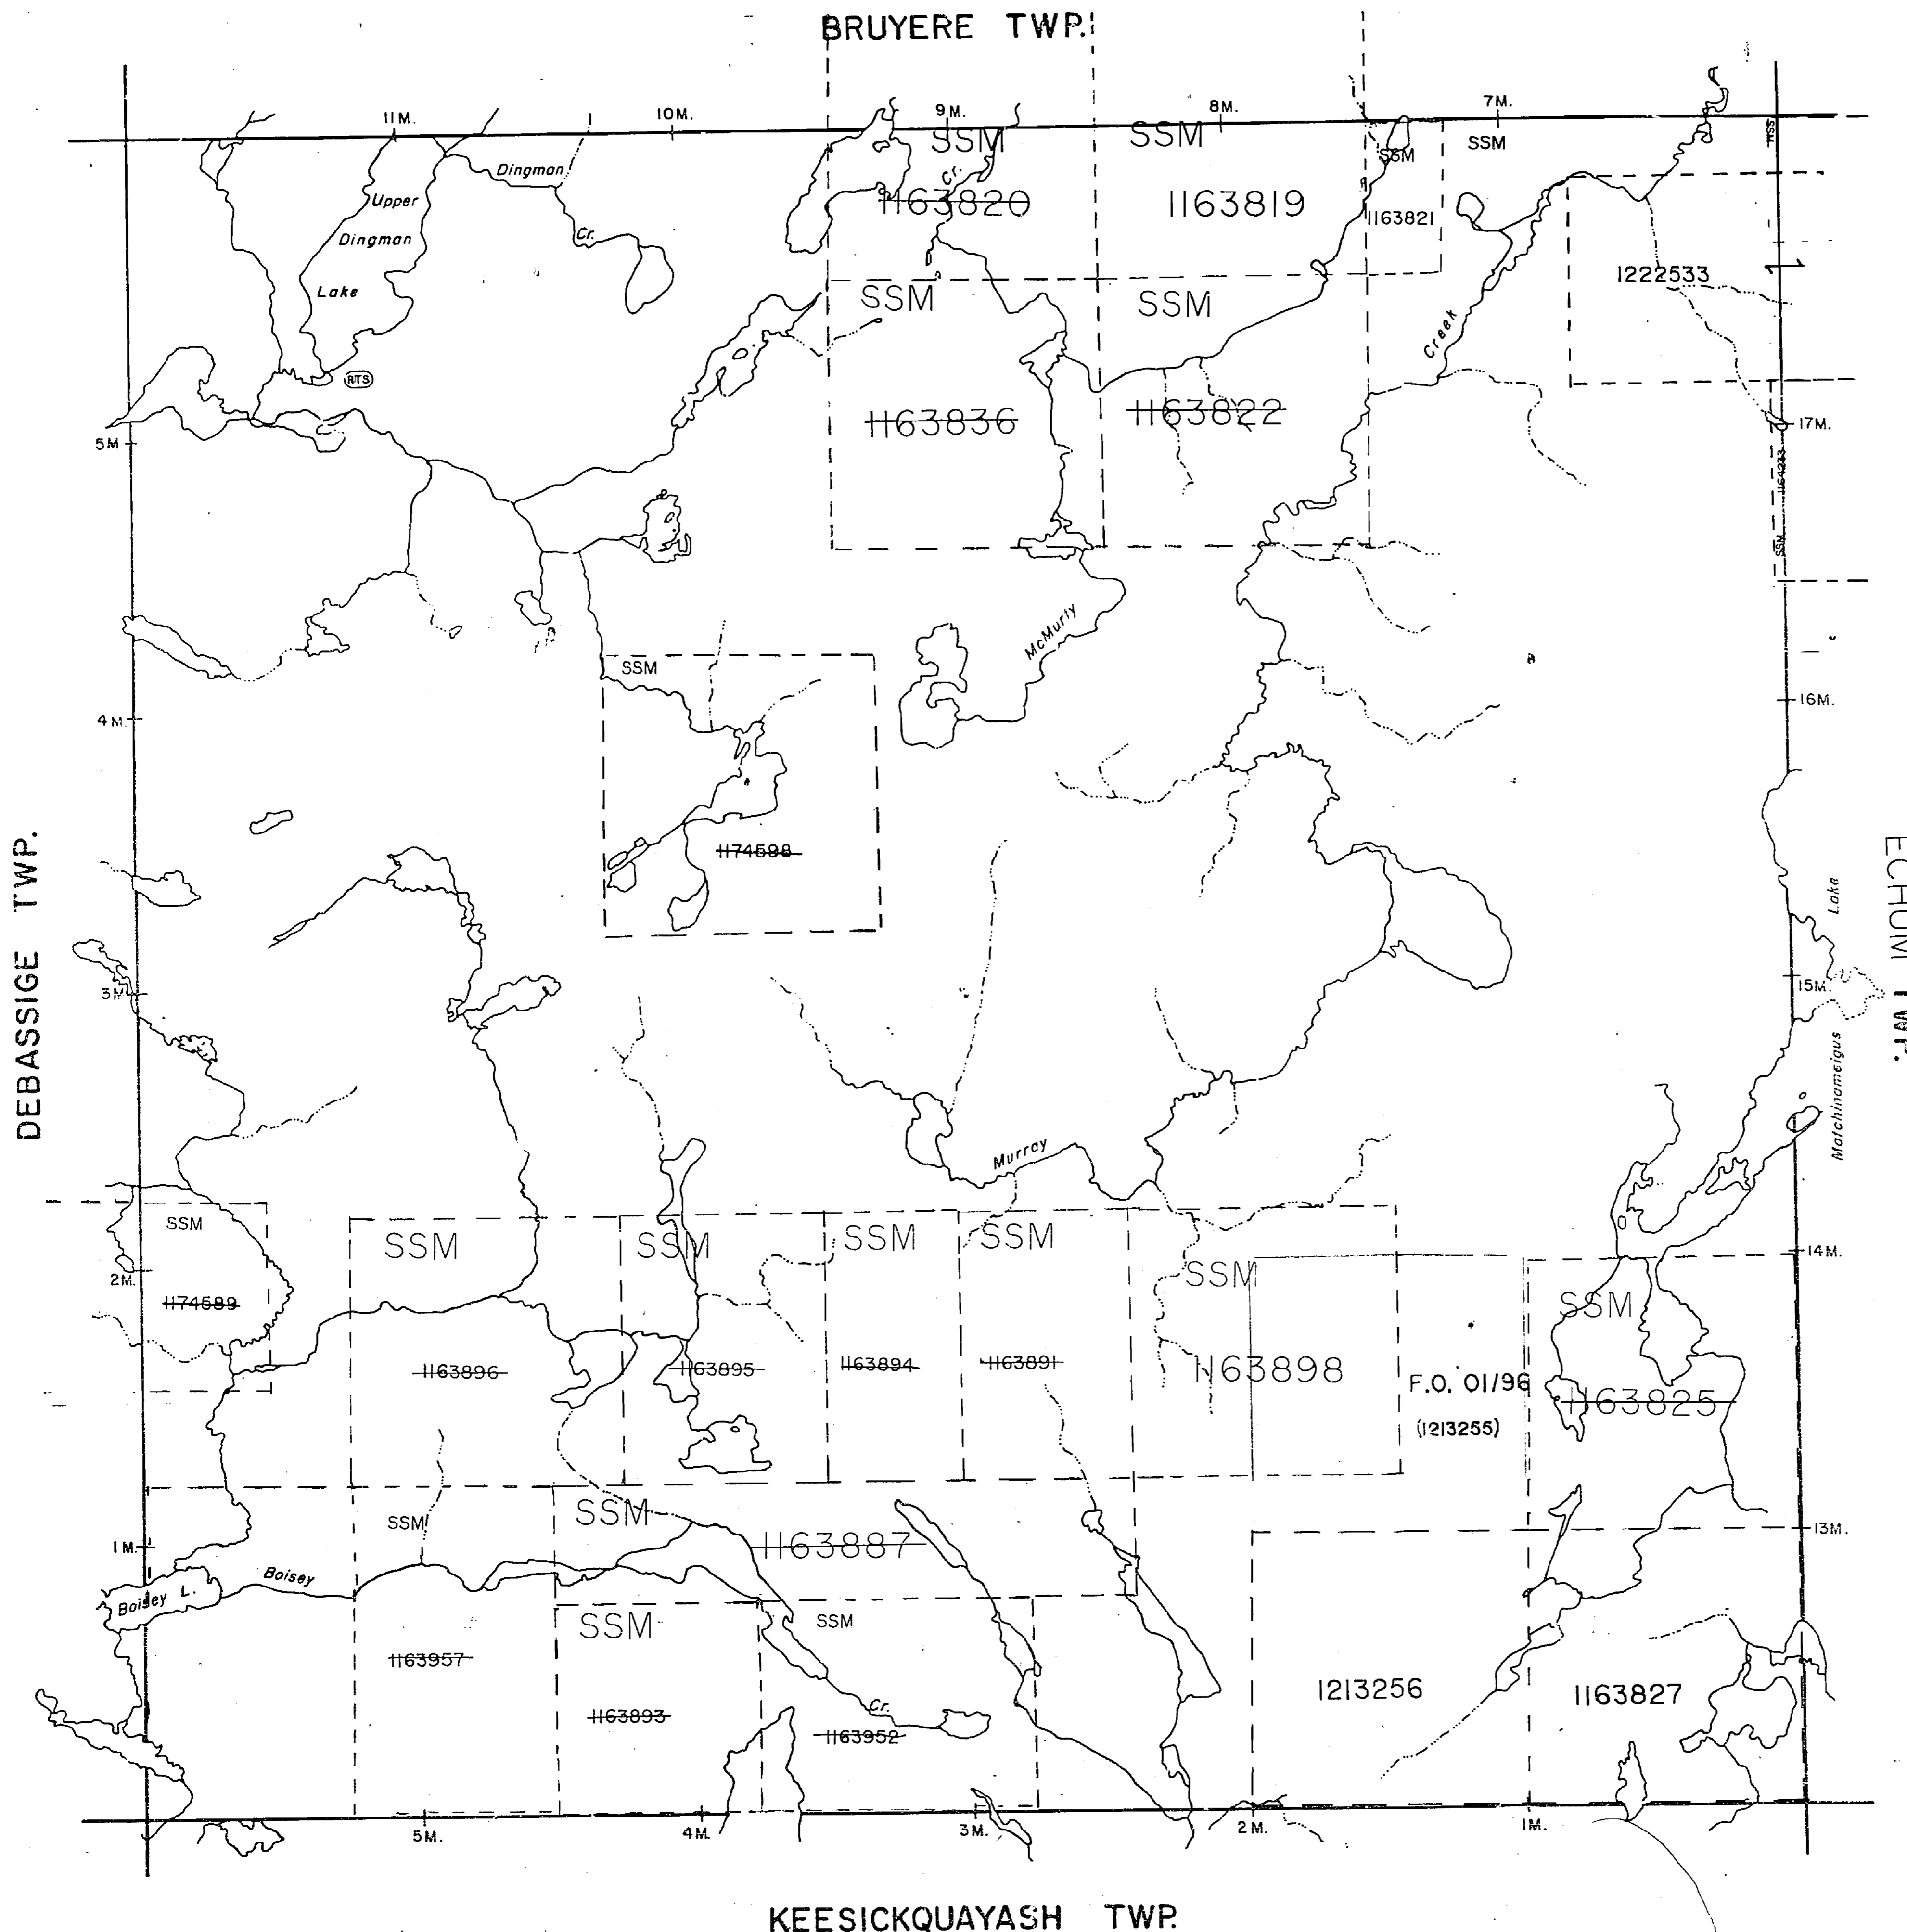 BRUYERE TWP.
11M.
10M.
9M.
8M.
7M.
SSM
SSM
SSM
SSM
SSM
Dingman
Cr.
Upper
Dingman
Lake
Cr.
1163820
1163819
1163821
1222533
SSM
SSM
Creek
RTS
1163836
1163822
5M
17M.
1164233
SSM
McMurty
SSM
4M.
16M.
1174598
DEBASSIGE TWP.
ECHUM TWP.
Lake
3M
15M.
Matchinameigus
Murray
SSM
SSM
SSM
SSM
SSM
SSM
14M.
2M.
1174589
SSM
1163896
1163895
1163894
1163891
1163898
F.O. 01/96
(1213255)
1163825
SSM
SSM
1163887
1M.
13M.
Boisey
Boisey L.
SSM
SSM
1163957
1163893
Cr.
1163952
1213256
1163827
5M.
4M.
3M.
2M.
1M.
KEESICKQUAYASH TWP.